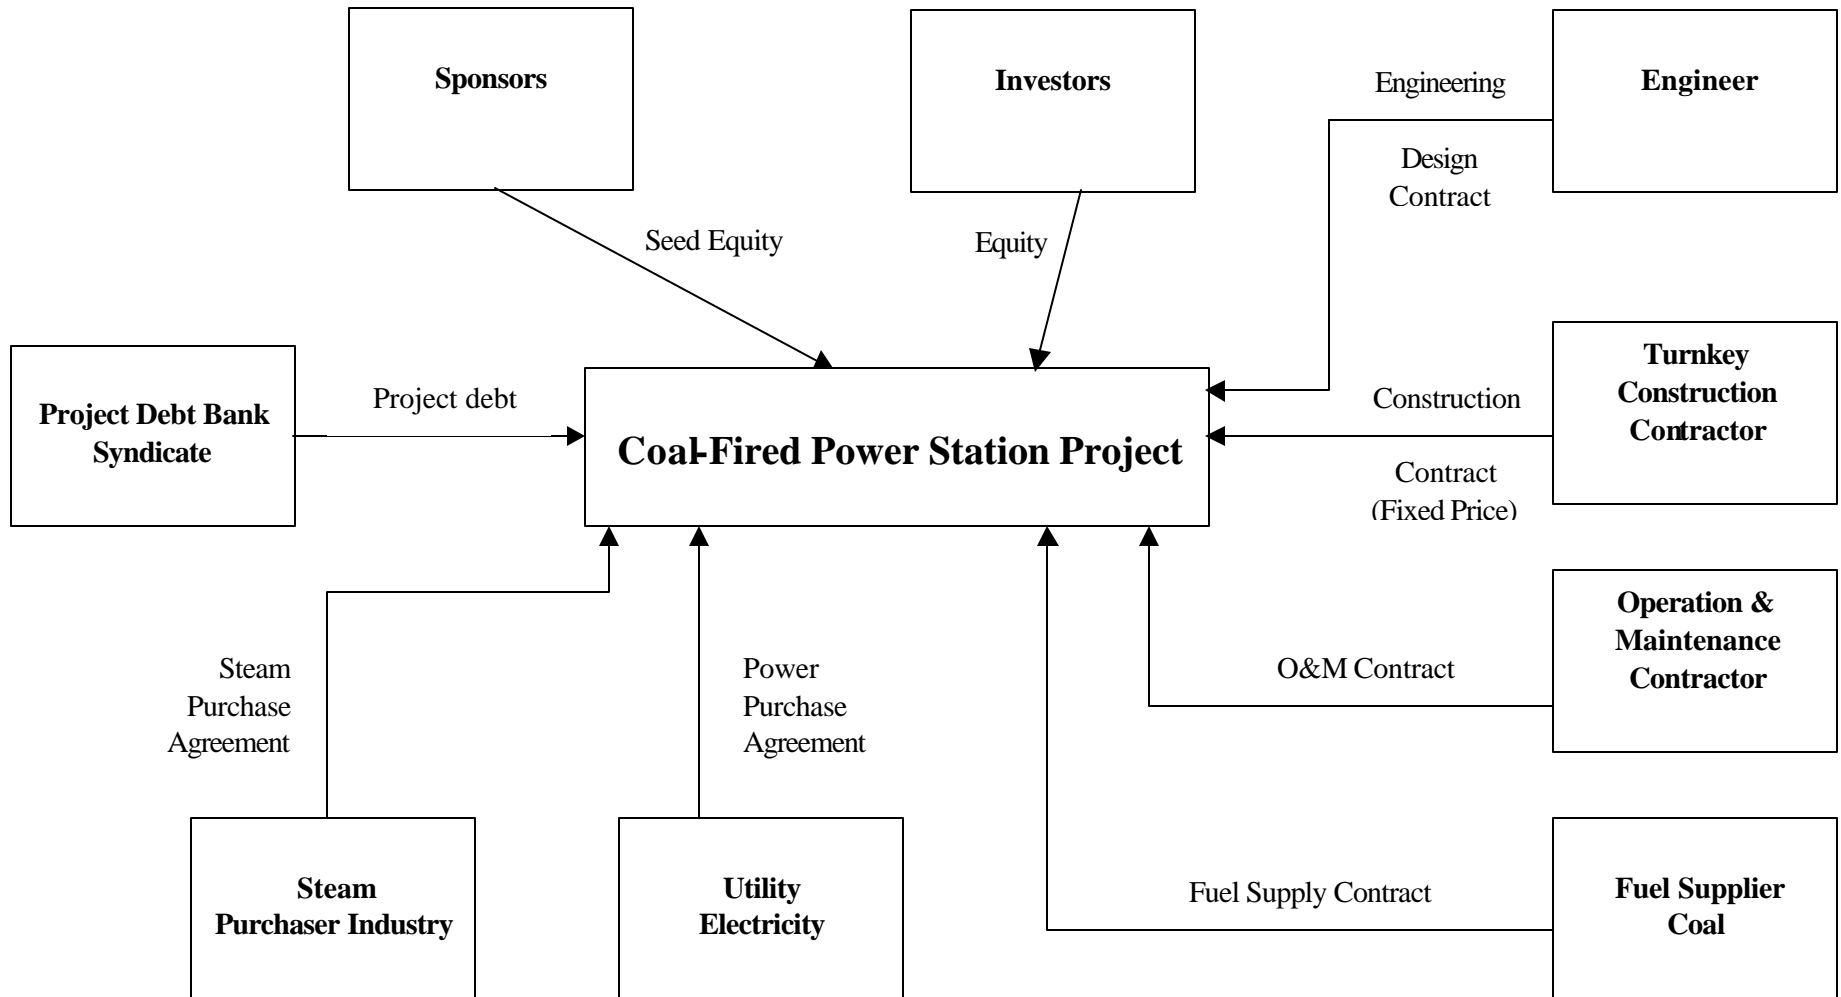 Sponsors
Investors
Engineering
Engineer
Design
Contract
Seed Equity
Equity
Project Debt Bank
Syndicate
Project debt
Coal-Fired Power Station Project
Construction
Contract
(Fixed Price)
Turnkey
Construction
Contractor
Operation &
Maintenance
Contractor
O&M Contract
Steam
Purchase
Agreement
Power
Purchase
Agreement
Steam
Purchaser Industry
Utility
Electricity
Fuel Supply Contract
Fuel Supplier
Coal